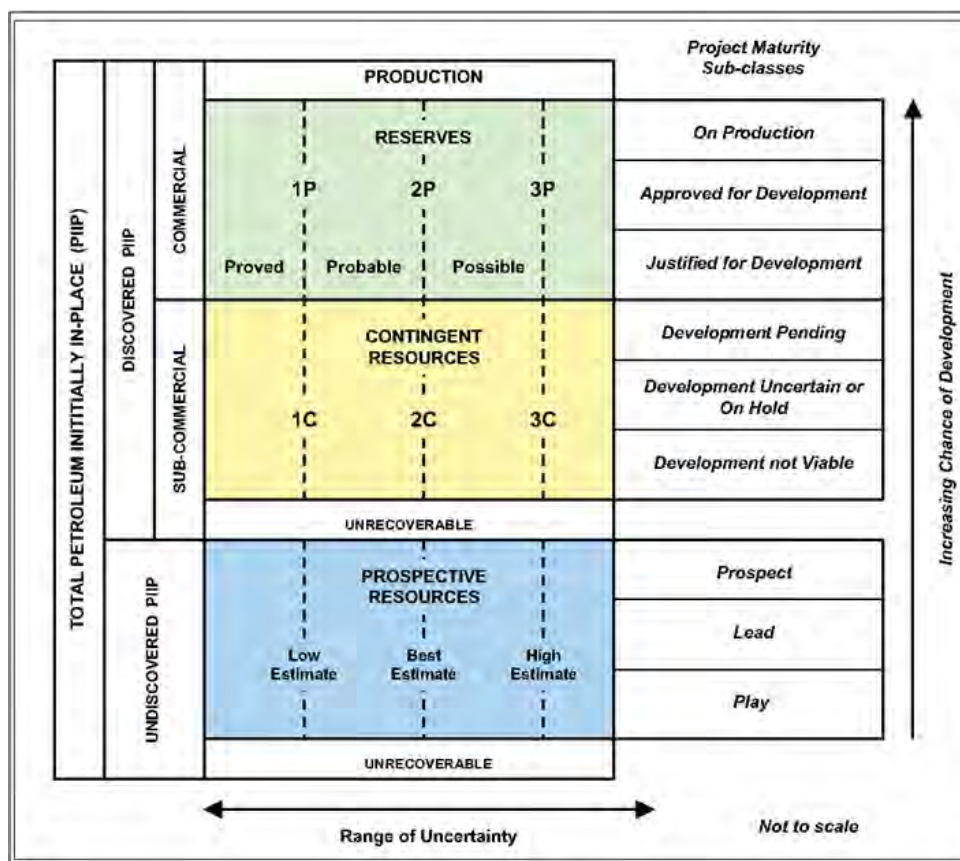 Project Maturity
Sub-classes
PRODUCTION
RESERVES
1P 2P 3P
Proved Probable Possible
On Production
Approved for Development
Justified for Development
CONTINGENT
RESOURCES
1C 2C 3C
Development Pending
Development Uncertain or
On Hold
Development not Viable
UNRECOVERABLE
PROSPECTIVE
RESOURCES
Low
Estimate
Best
Estimate
High
Estimate
Prospect
Lead
Play
UNRECOVERABLE
TOTAL PETROLEUM INITITIALLY IN-PLACE (PIIP)
DISCOVERED PIIP
UNDISCOVERED PIIP
COMMERCIAL
SUB-COMMERCIAL
Increasing Chance of Development
Range of Uncertainty
Not to scale